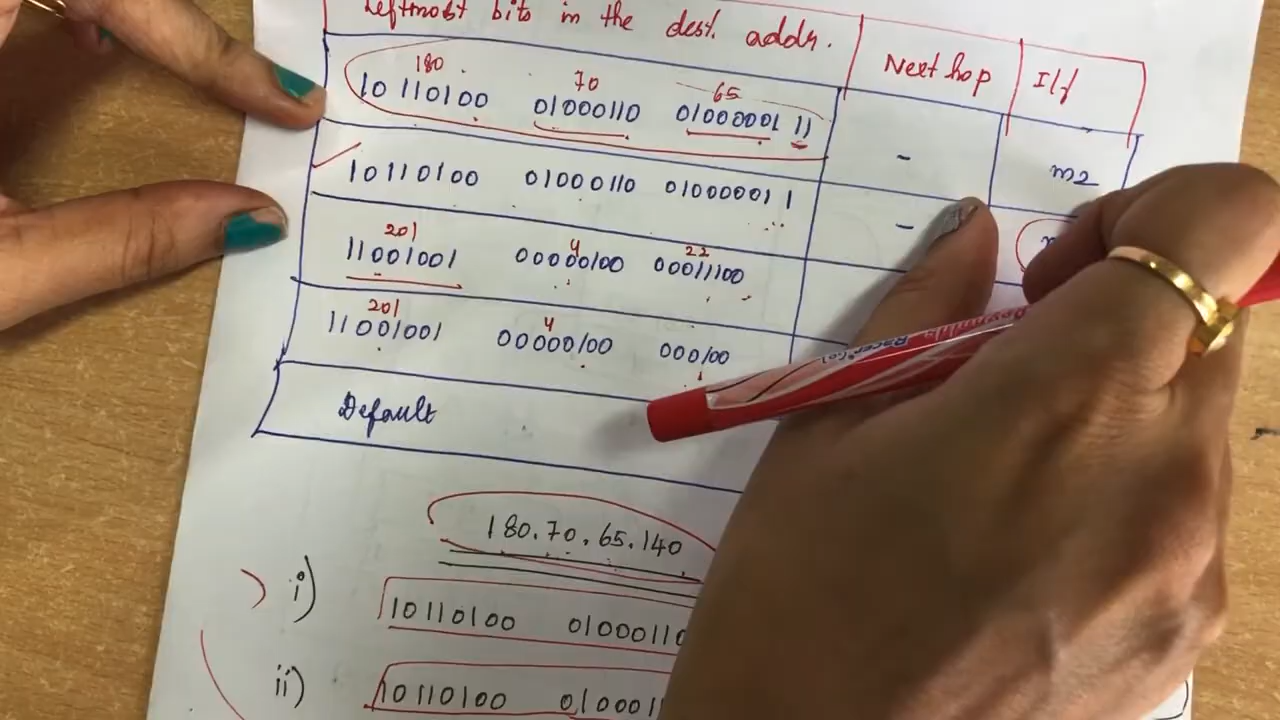 Leftmost bits in the dest. addr. Next hop I/f
180 70 65
10 110100 01000110 01000001 11 - m2
10110100 01000110 01000001 1 -
201 4 22
11001001 00000100 00011100
201 4
11001001 00000100 000100
Default
180.70.65.140
i) 10110100 0100011
ii) 10110100 010001